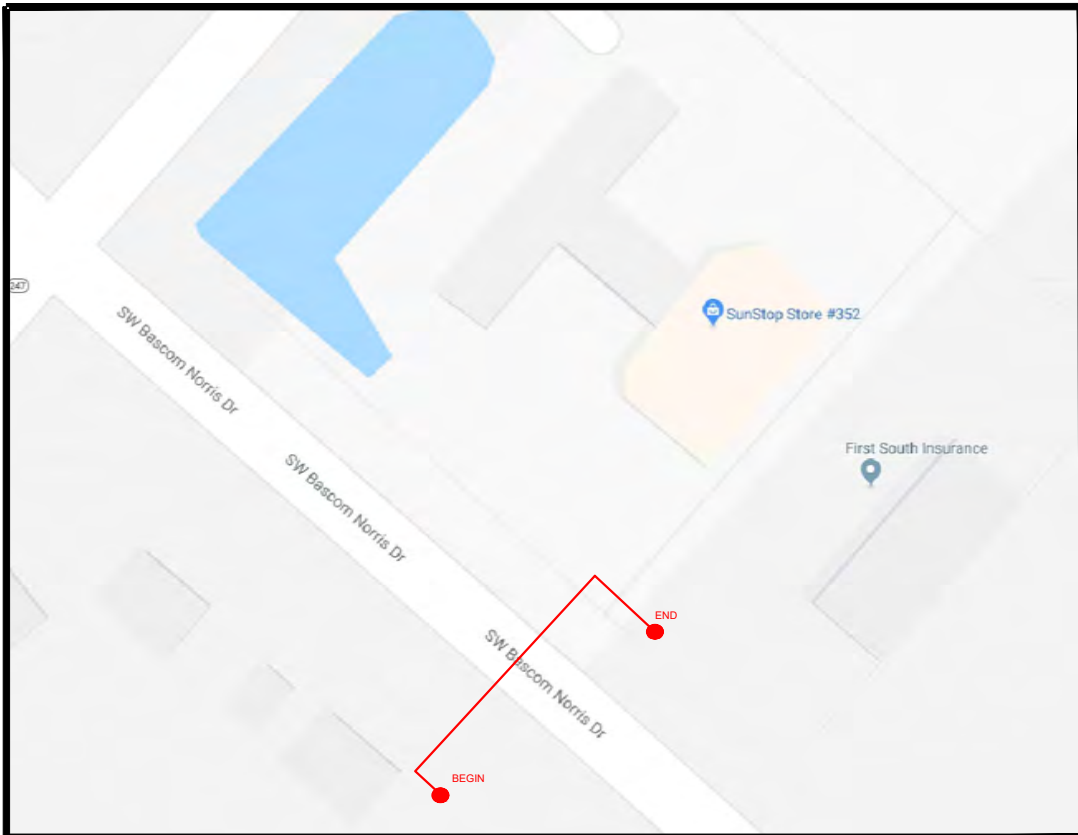 247
SW Bascom Norris Dr
SunStop Store #352
SW Bascom Norris Dr
First South Insurance
END
SW Bascom Norris Dr
BEGIN